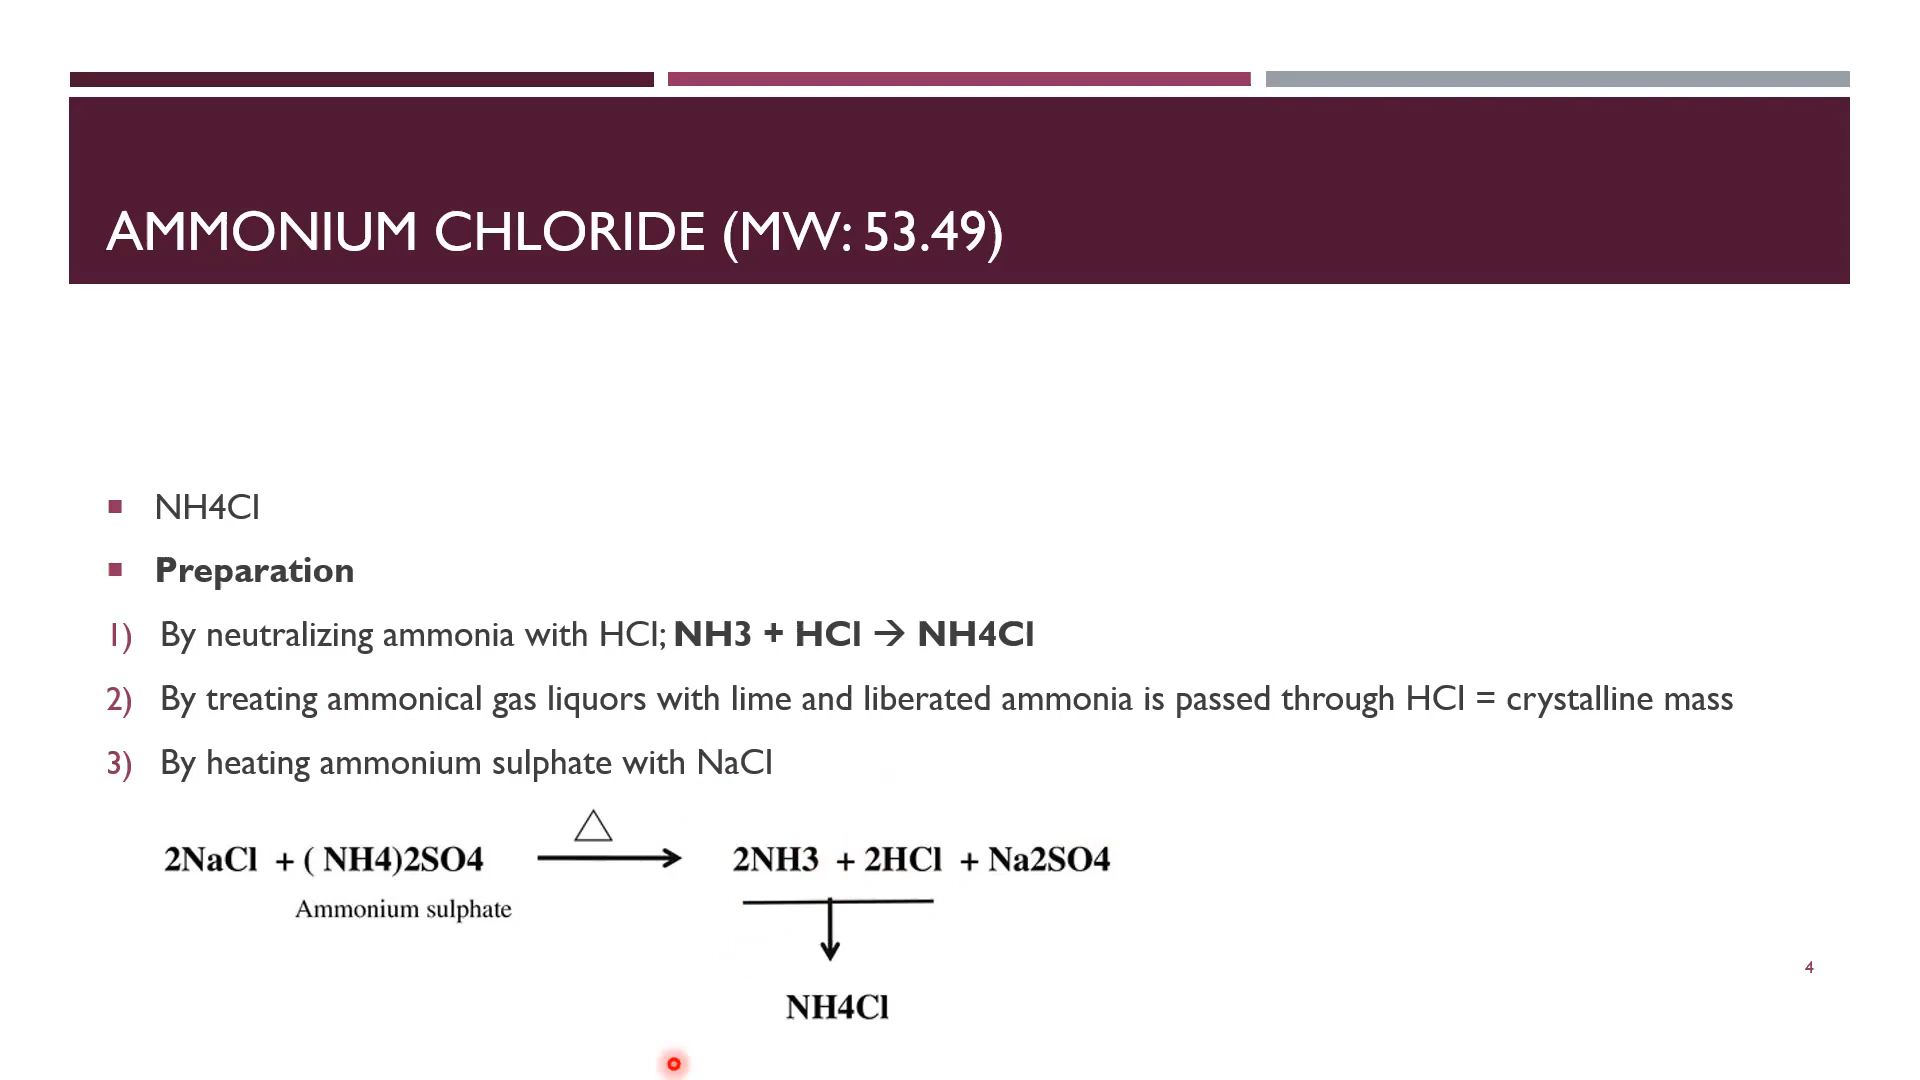 AMMONIUM CHLORIDE (MW: 53.49)
NH4Cl
Preparation
1) By neutralizing ammonia with HCl; NH3 + HCl → NH4Cl
2) By treating ammonical gas liquors with lime and liberated ammonia is passed through HCl = crystalline mass
3) By heating ammonium sulphate with NaCl
2NaCl + ( NH4)2SO4 △ → 2NH3 + 2HCl + Na2SO4
Ammonium sulphate
NH4Cl
4